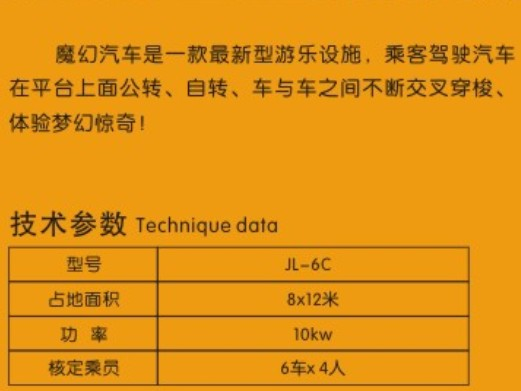 魔幻汽车是一款最新型游乐设施，乘客驾驶汽车
在平台上面公转、自转、车与车之间不断交叉穿梭、
体验梦幻惊奇！
技术参数 Technique data
型号 JL-6C
占地面积 8x12米
功 率 10kw
核定乘员 6车x 4人